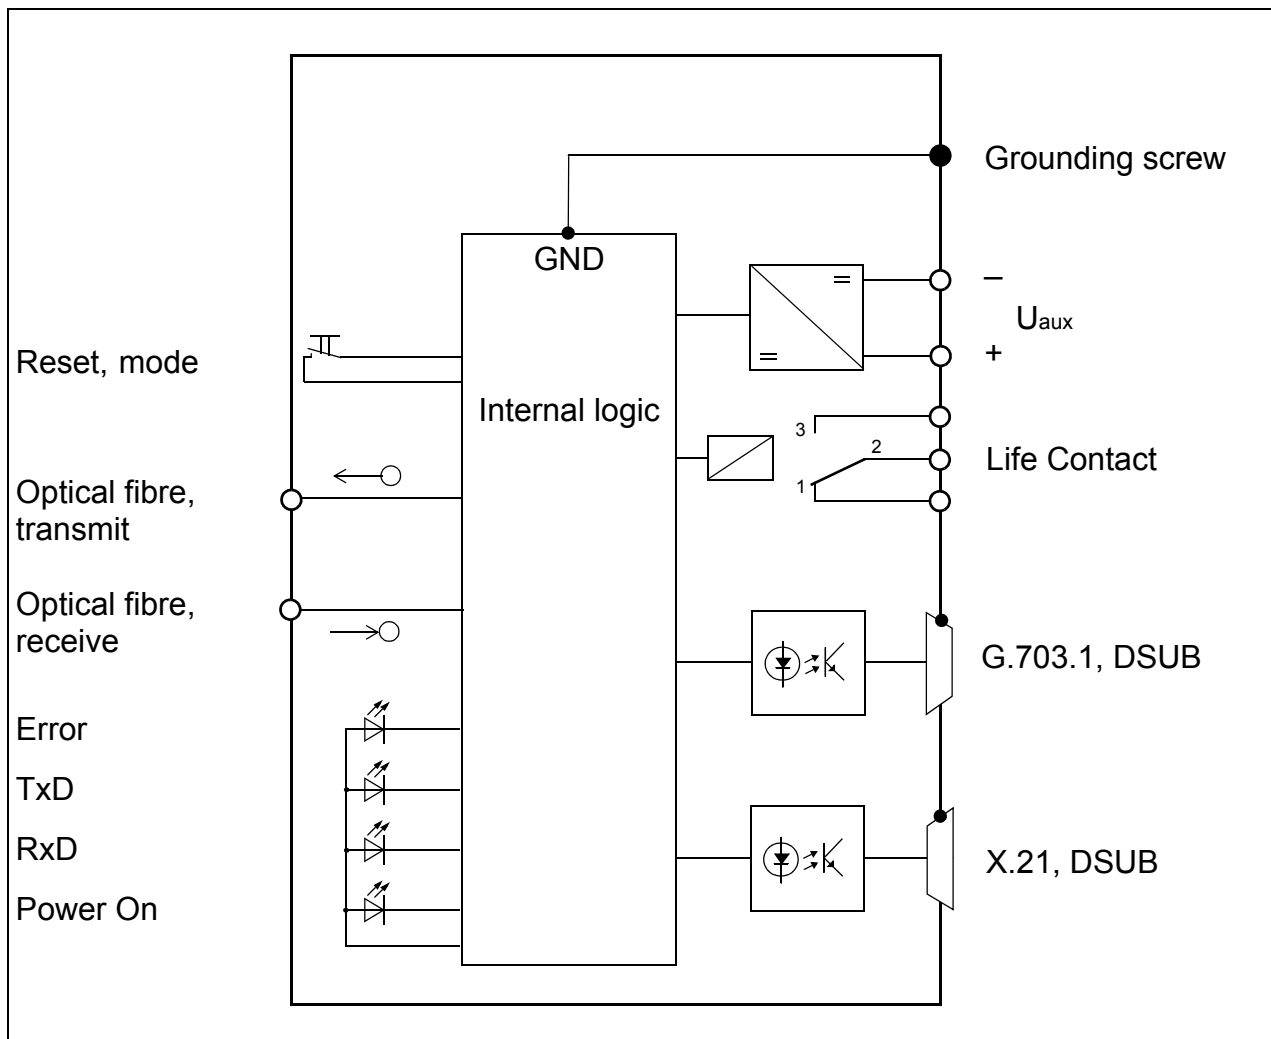 Grounding screw
GND
–
Uaux
+
Reset, mode
Internal logic
3
2
1
Life Contact
Optical fibre,
transmit
Optical fibre,
receive
G.703.1, DSUB
Error
TxD
RxD
X.21, DSUB
Power On